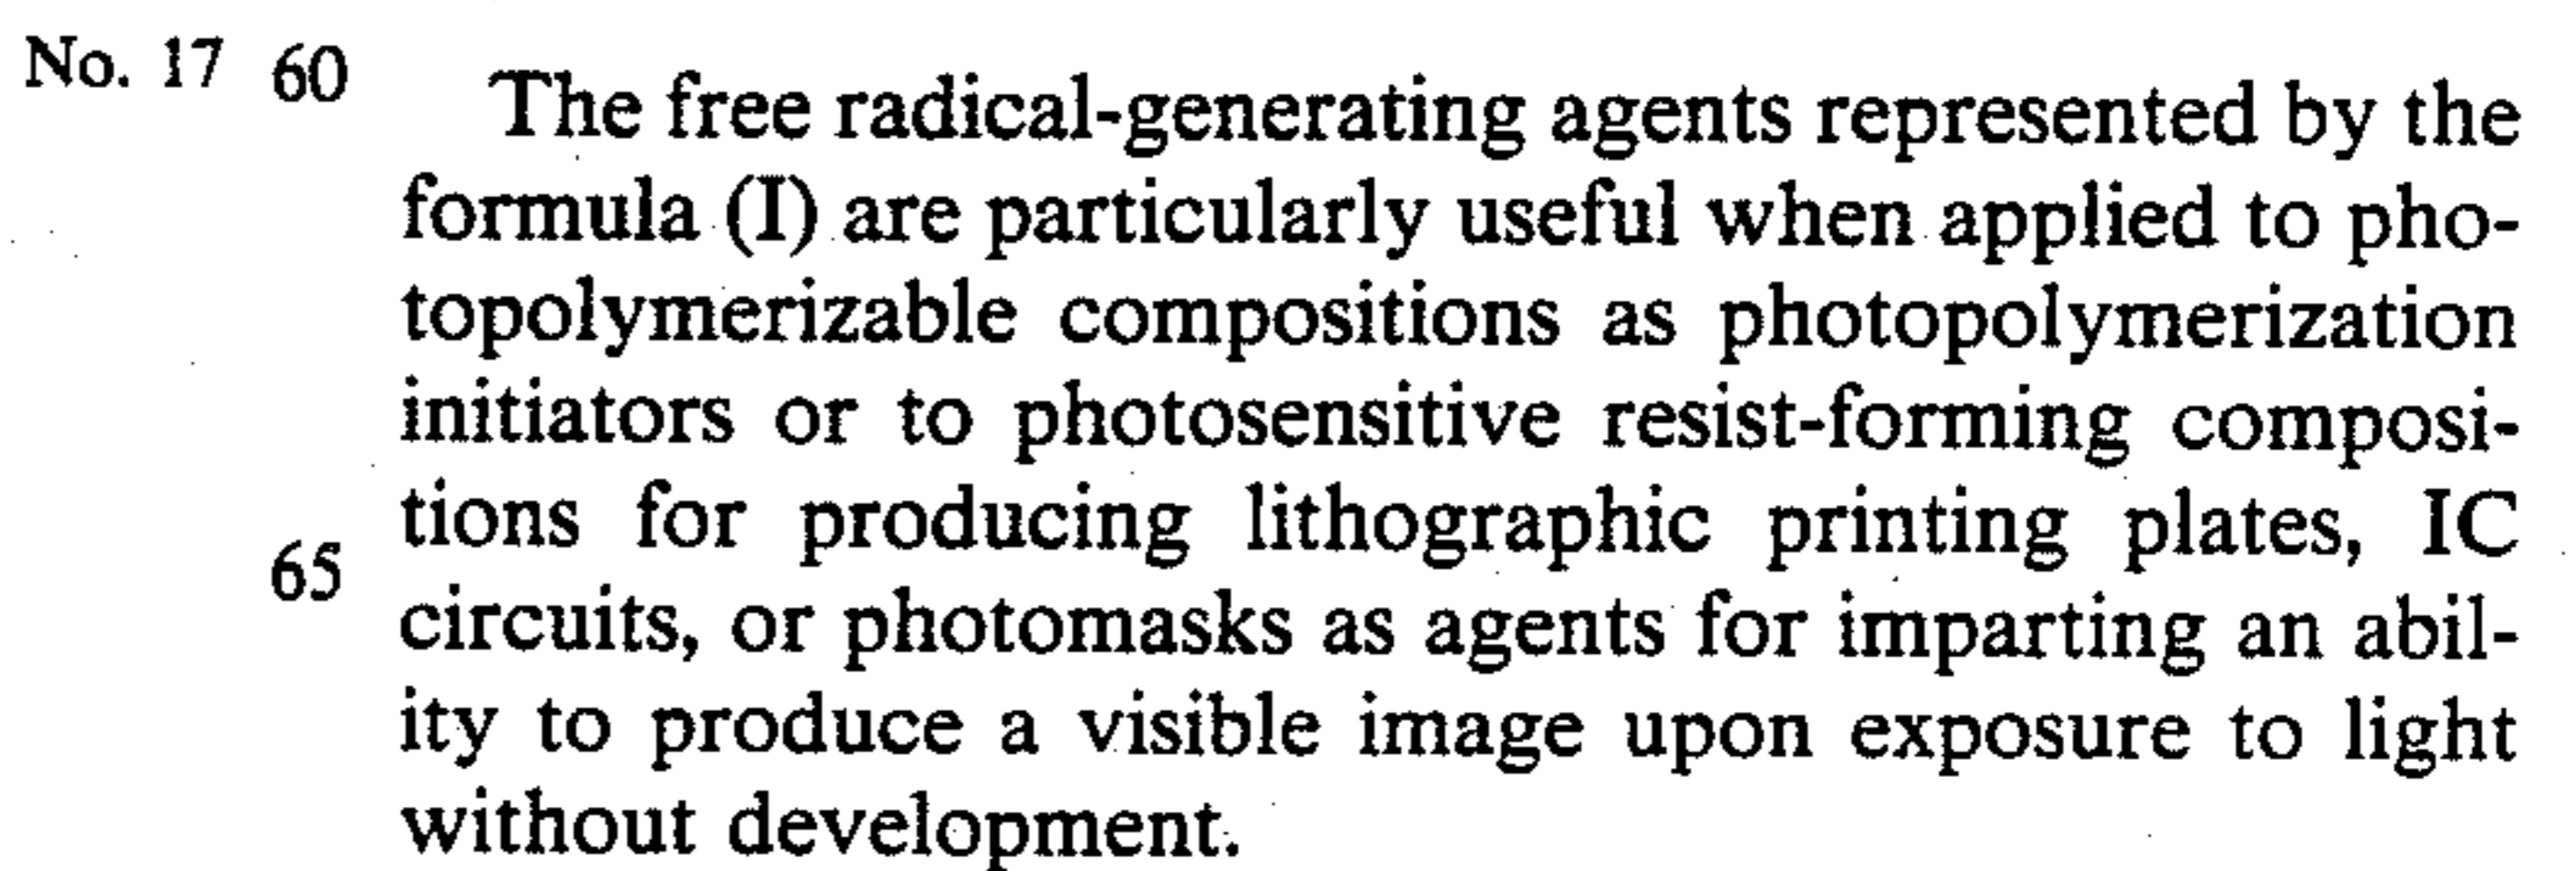 No. 17 60 The free radical-generating agents represented by the
formula (I) are particularly useful when applied to pho-
topolymerizable compositions as photopolymerization
initiators or to photosensitive resist-forming composi-
tions for producing lithographic printing plates, IC
65 circuits, or photomasks as agents for imparting an abil-
ity to produce a visible image upon exposure to light
without development.